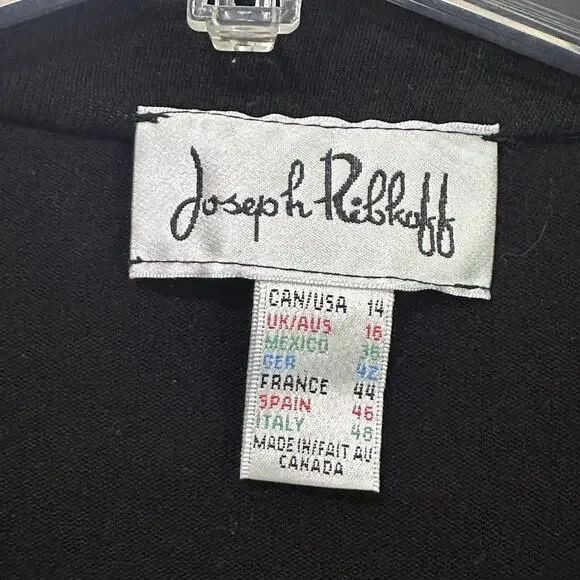 Joseph Ribkoff
CAN/USA 14
UK/AUS 16
MEXICO 36
GER 42
FRANCE 44
SPAIN 46
ITALY 48
MADE IN/FAIT AU
CANADA